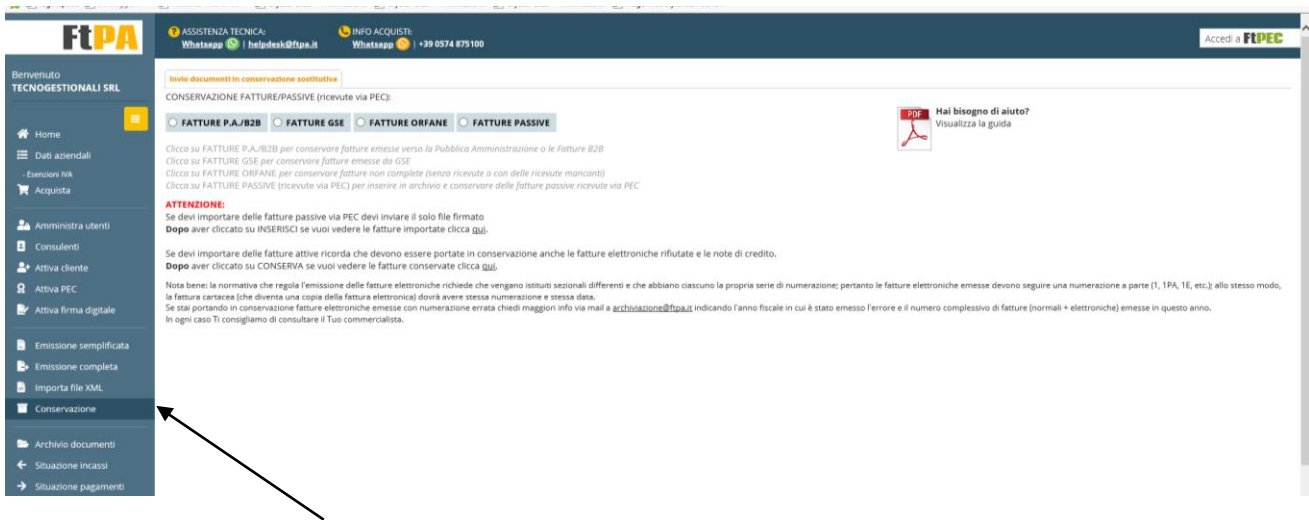 FtPA
ASSISTENZA TECNICA:
Whatsapp | helpdesk@ftpa.it
INFO ACQUISTI:
Whatsapp | +39 0574 875100
Accedi a FtPEC
Benvenuto
TECNOGESTIONALI SRL
Home
Dati aziendali
- Esenzioni IVA
Acquista
Amministra utenti
Consulenti
Attiva cliente
Attiva PEC
Attiva firma digitale
Emissione semplificata
Emissione completa
Importa file XML
Conservazione
Archivio documenti
Situazione incassi
Situazione pagamenti
Invio documenti in conservazione sostitutiva
CONSERVAZIONE FATTURE/PASSIVE (ricevute via PEC):
FATTURE P.A./B2B FATTURE GSE FATTURE ORFANE FATTURE PASSIVE
PDF
Hai bisogno di aiuto?
Visualizza la guida
Clicca su FATTURE P.A./B2B per conservare fatture emesse verso la Pubblica Amministrazione o le Fatture B2B
Clicca su FATTURE GSE per conservare fatture emesse da GSE
Clicca su FATTURE ORFANE per conservare fatture non complete (senza ricevute o con delle ricevute mancanti)
Clicca su FATTURE PASSIVE (ricevute via PEC) per inserire in archivio e conservare delle fatture passive ricevute via PEC
ATTENZIONE:
Se devi importare delle fatture passive via PEC devi inviare il solo file firmato
Dopo aver cliccato su INSERISCI se vuoi vedere le fatture importate clicca qui.
Se devi importare delle fatture attive ricorda che devono essere portate in conservazione anche le fatture elettroniche rifiutate e le note di credito.
Dopo aver cliccato su CONSERVA se vuoi vedere le fatture conservate clicca qui.
Nota bene: la normativa che regola l'emissione delle fatture elettroniche richiede che vengano istituiti sezionali differenti e che abbiano ciascuno la propria serie di numerazione; pertanto le fatture elettroniche emesse devono seguire una numerazione a parte (1, 1PA, 1E, etc.); allo stesso modo,
la fattura cartacea (che diventa una copia della fattura elettronica) dovrà avere stessa numerazione e stessa data.
Se stai portando in conservazione fatture elettroniche emesse con numerazione errata chiedi maggiori info via mail a archiviazione@ftpa.it indicando l'anno fiscale in cui è stato emesso l'errore e il numero complessivo di fatture (normali + elettroniche) emesse in questo anno.
In ogni caso Ti consigliamo di consultare il Tuo commercialista.